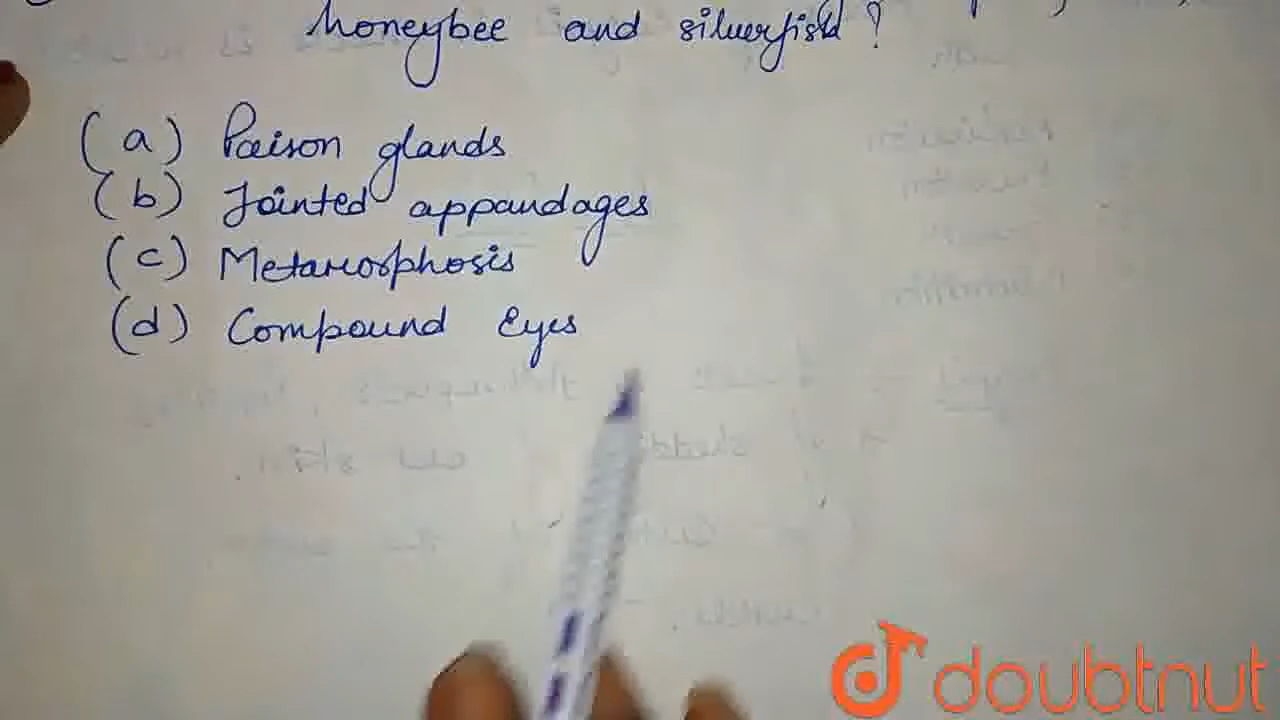 honeybee and silverfish ?
(a) Poison glands
(b) Jointed appandages
(c) Metamorphosis
(d) Compound Eyes
doubtnut